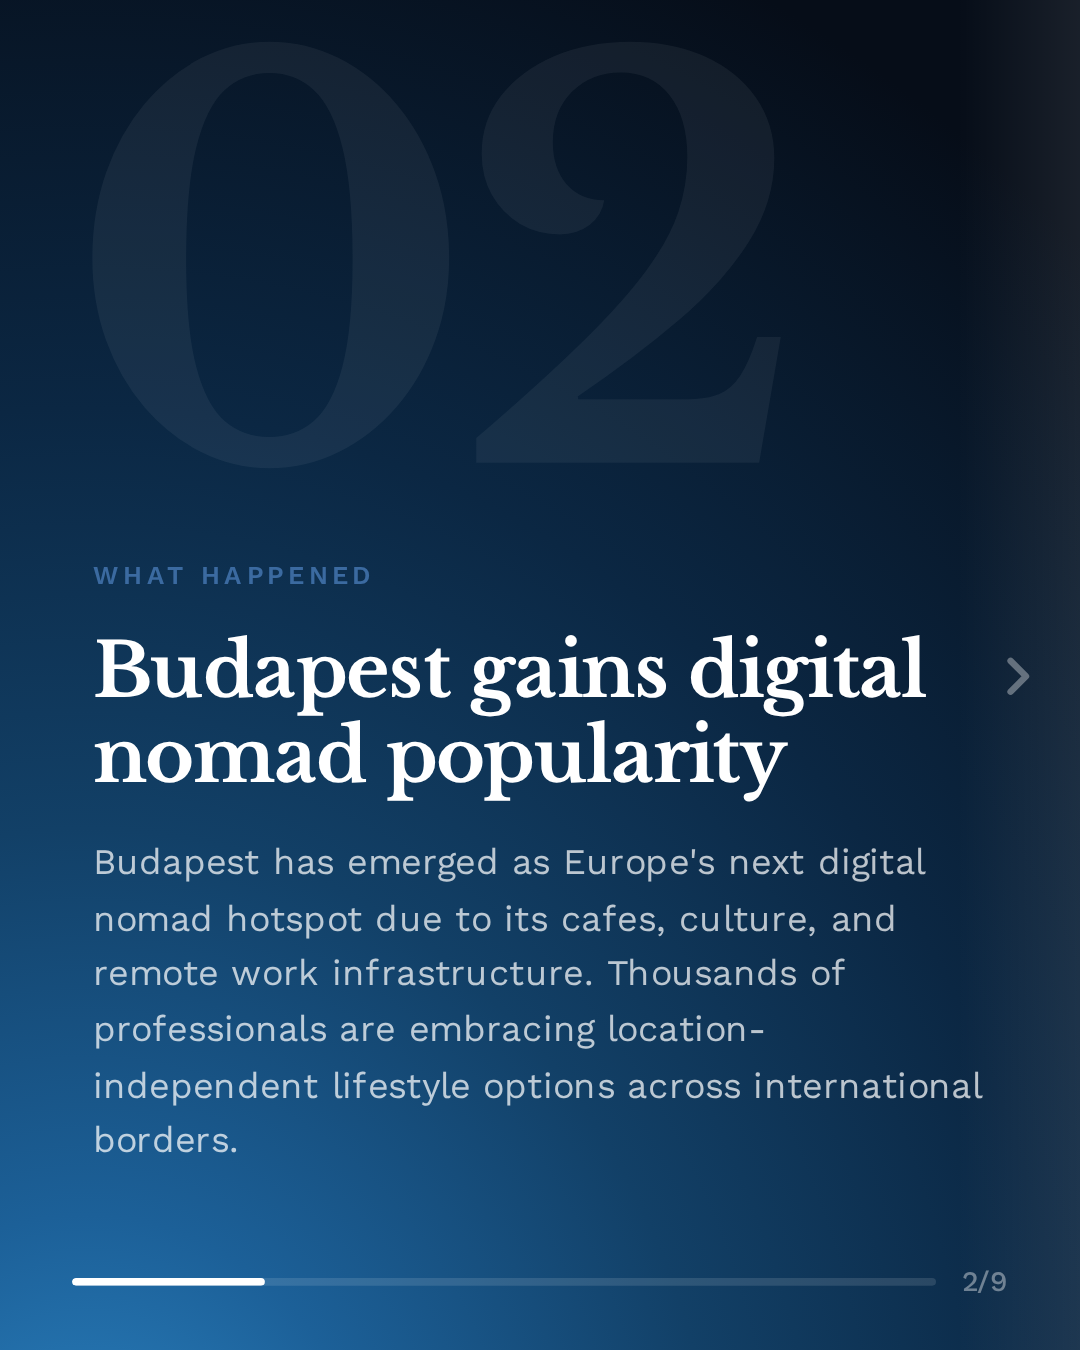 02
WHAT HAPPENED
Budapest gains digital
nomad popularity
Budapest has emerged as Europe's next digital
nomad hotspot due to its cafes, culture, and
remote work infrastructure. Thousands of
professionals are embracing location-
independent lifestyle options across international
borders.
2/9